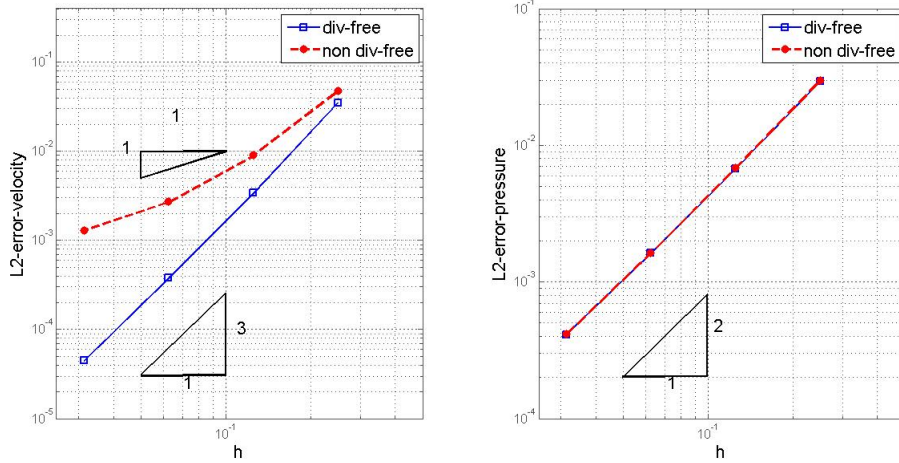 div-free
non div-free
10^-1
10^-2
10^-3
10^-4
10^-5
L2-error-velocity
1
1
3
1
10^-1
h
div-free
non div-free
10^-1
10^-2
10^-3
10^-4
L2-error-pressure
2
1
10^-1
h